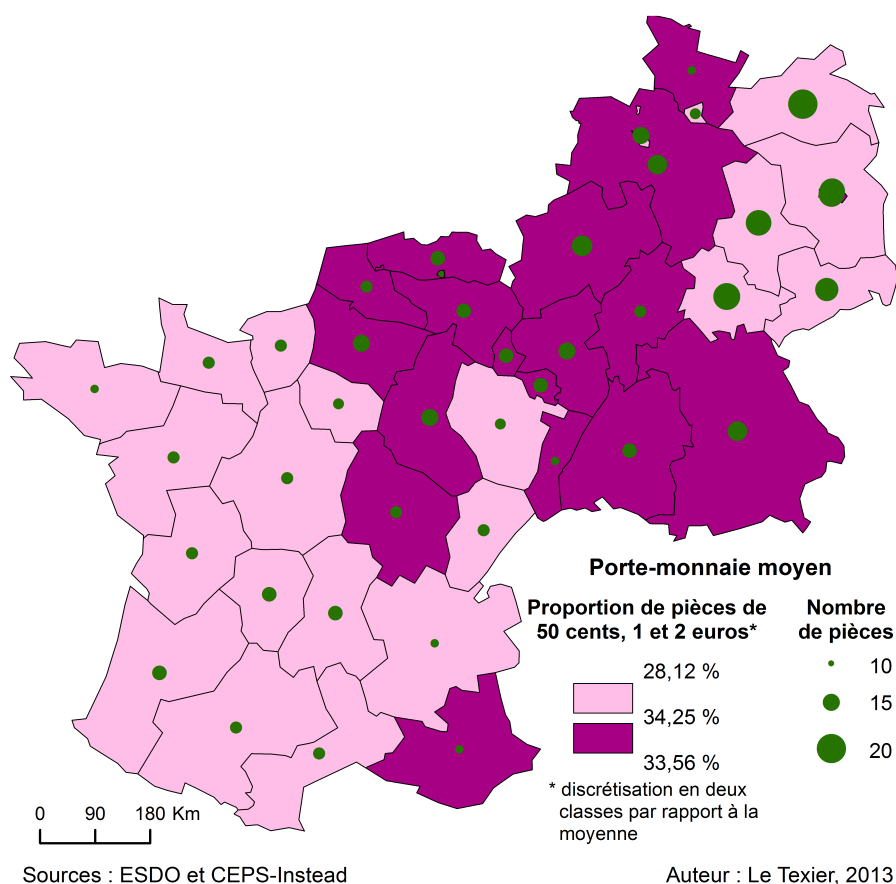 Porte-monnaie moyen
Proportion de pièces de
50 cents, 1 et 2 euros*
28,12 %
34,25 %
33,56 %
* discrétisation en deux
classes par rapport à la
moyenne
Nombre
de pièces
10
15
20
0 90 180 Km
Sources : ESDO et CEPS-Instead
Auteur : Le Texier, 2013